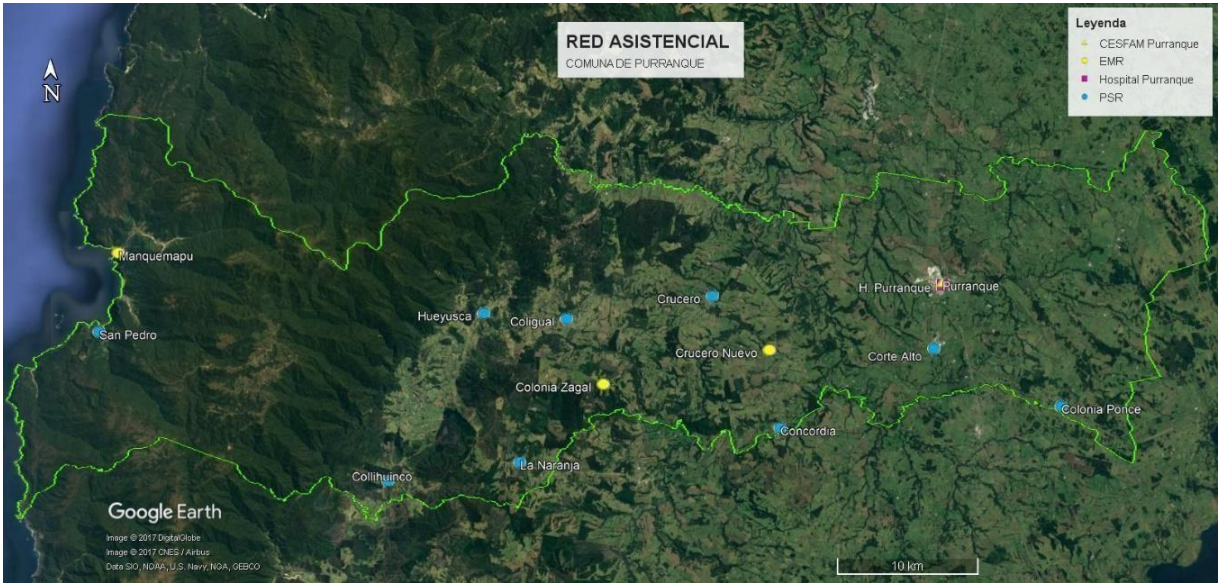 RED ASISTENCIAL
COMUNA DE PURRANQUE
Leyenda
CESFAM Purranque
EMR
Hospital Purranque
PSR
N
Manquemapu
San Pedro
Hueyusca
Coligual
Crucero
H. Purranque
Purranque
Crucero Nuevo
Corte Alto
Colonia Zagal
Colonia Ponce
Concordia
La Naranja
Collihuinco
Google Earth
Image © 2017 DigitalGlobe
Image © 2017 CNES / Airbus
Data SIO, NOAA, U.S. Navy, NGA, GEBCO
10 km